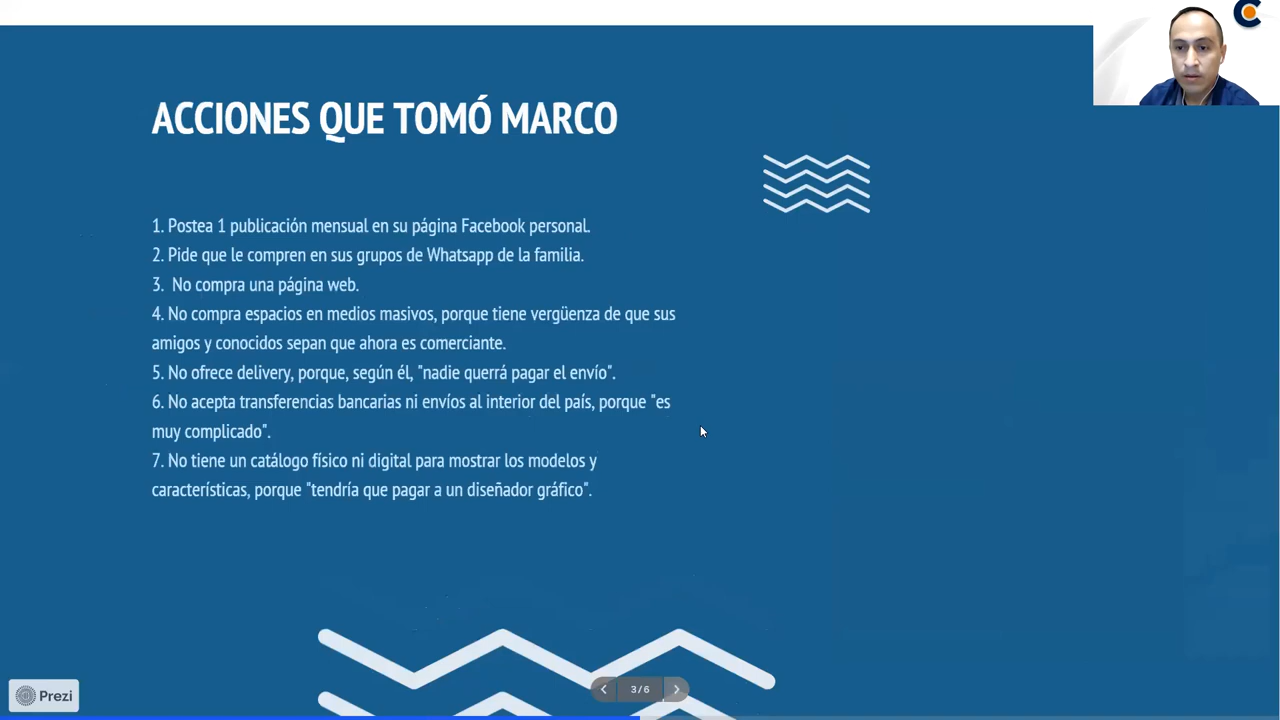 ACCIONES QUE TOMÓ MARCO
1. Postea 1 publicación mensual en su página Facebook personal.
2. Pide que le compren en sus grupos de Whatsapp de la familia.
3. No compra una página web.
4. No compra espacios en medios masivos, porque tiene vergüenza de que sus
amigos y conocidos sepan que ahora es comerciante.
5. No ofrece delivery, porque, según él, "nadie querrá pagar el envío".
6. No acepta transferencias bancarias ni envíos al interior del país, porque "es
muy complicado".
7. No tiene un catálogo físico ni digital para mostrar los modelos y
características, porque "tendría que pagar a un diseñador gráfico".
Prezi
3/6